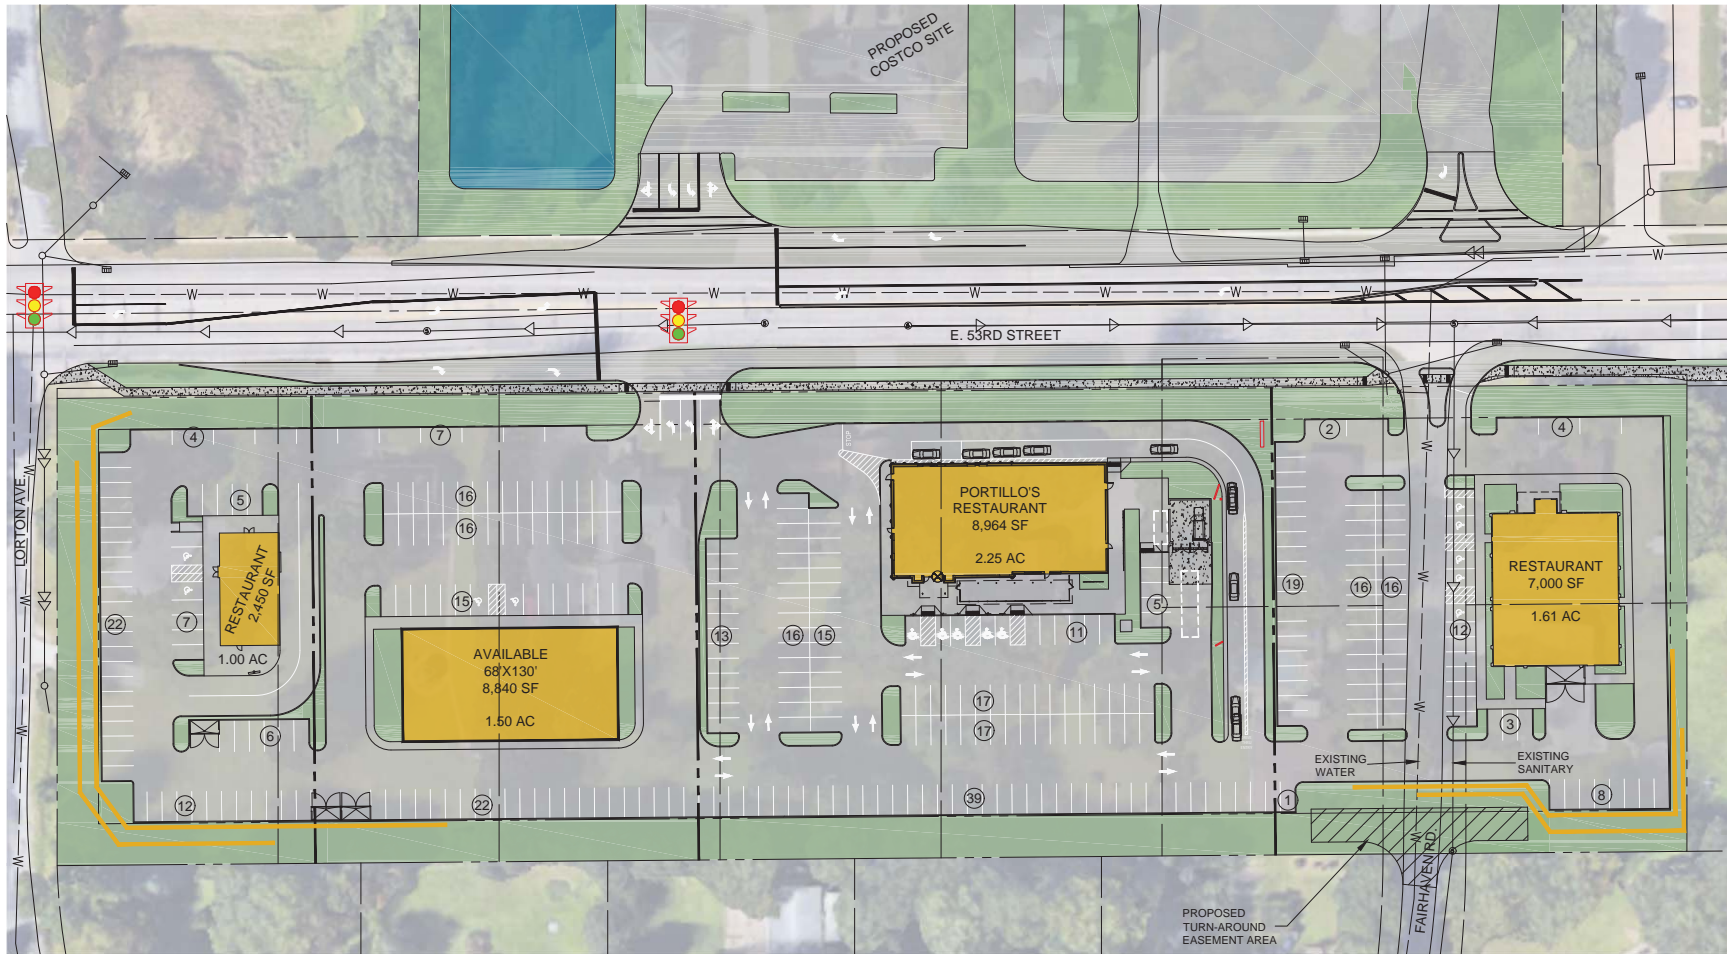 PROPOSED
COSTCO SITE
W W W W W W W W W W W
E. 53RD STREET
STOP
4
7
2
4
5
16
16
PORTILLO'S
RESTAURANT
8,964 SF
2.25 AC
RESTAURANT
2,450 SF
1.00 AC
22
7
15
AVAILABLE
68'X130'
8,840 SF
1.50 AC
13
16
15
11
5
19
16
16
12
RESTAURANT
7,000 SF
1.61 AC
17
17
6
3
EXISTING
WATER
EXISTING
SANITARY
12
22
39
1
8
LORTON AVE.
W
W
W
W
W
W
W
FAIRHAVEN RD.
PROPOSED
TURN-AROUND
EASEMENT AREA